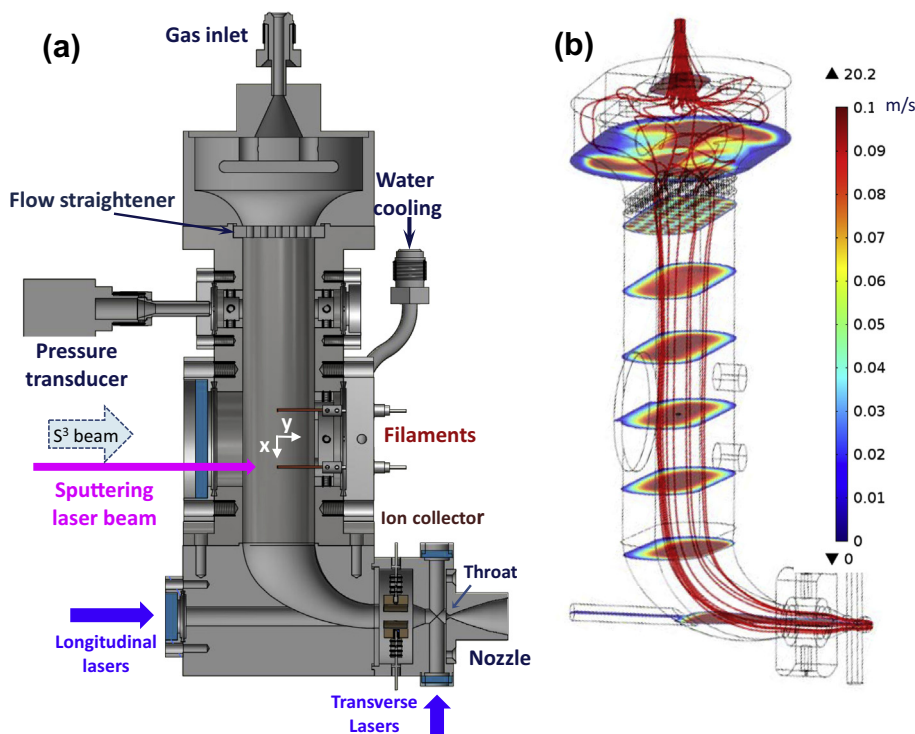 (a)
Gas inlet
Flow straightener
Water
cooling
Pressure
transducer
S³ beam
y
x
Filaments
Sputtering
laser beam
Ion collector
Throat
Longitudinal
lasers
Nozzle
Transverse
Lasers
(b)
▲ 20.2
m/s
0.1
0.09
0.08
0.07
0.06
0.05
0.04
0.03
0.02
0.01
0
▼ 0